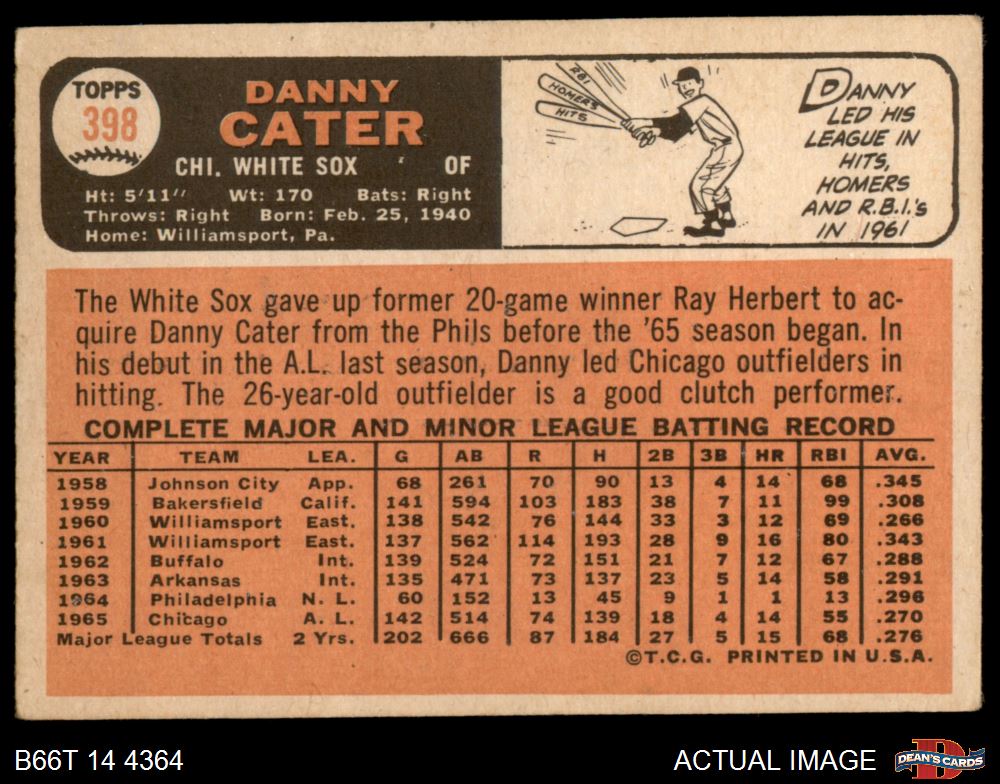 TOPPS
398
DANNY
CATER
CHI. WHITE SOX OF
Ht: 5'11" Wt: 170 Bats: Right
Throws: Right Born: Feb. 25, 1940
Home: Williamsport, Pa.
RBI
HOMERS
HITS
DANNY
LED HIS
LEAGUE IN
HITS,
HOMERS
AND R.B.I.'s
IN 1961
The White Sox gave up former 20-game winner Ray Herbert to ac-
quire Danny Cater from the Phils before the '65 season began. In
his debut in the A.L. last season, Danny led Chicago outfielders in
hitting. The 26-year-old outfielder is a good clutch performer.
COMPLETE MAJOR AND MINOR LEAGUE BATTING RECORD
YEAR TEAM LEA. G AB R H 2B 3B HR RBI AVG.
1958 Johnson City App. 68 261 70 90 13 4 14 68 .345
1959 Bakersfield Calif. 141 594 103 183 38 7 11 99 .308
1960 Williamsport East. 138 542 76 144 33 3 12 69 .266
1961 Williamsport East. 137 562 114 193 28 9 16 80 .343
1962 Buffalo Int. 139 524 72 151 21 7 12 67 .288
1963 Arkansas Int. 135 471 73 137 23 5 14 58 .291
1964 Philadelphia N. L. 60 152 13 45 9 1 1 13 .296
1965 Chicago A. L. 142 514 74 139 18 4 14 55 .270
Major League Totals 2 Yrs. 202 666 87 184 27 5 15 68 .276
©T.C.G. PRINTED IN U.S.A.
B66T 14 4364 ACTUAL IMAGE
DEAN'S CARDS